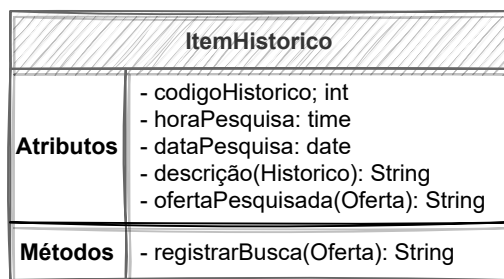 ItemHistorico
Atributos
- codigoHistorico; int
- horaPesquisa: time
- dataPesquisa: date
- descrição(Historico): String
- ofertaPesquisada(Oferta): String
Métodos
- registrarBusca(Oferta): String